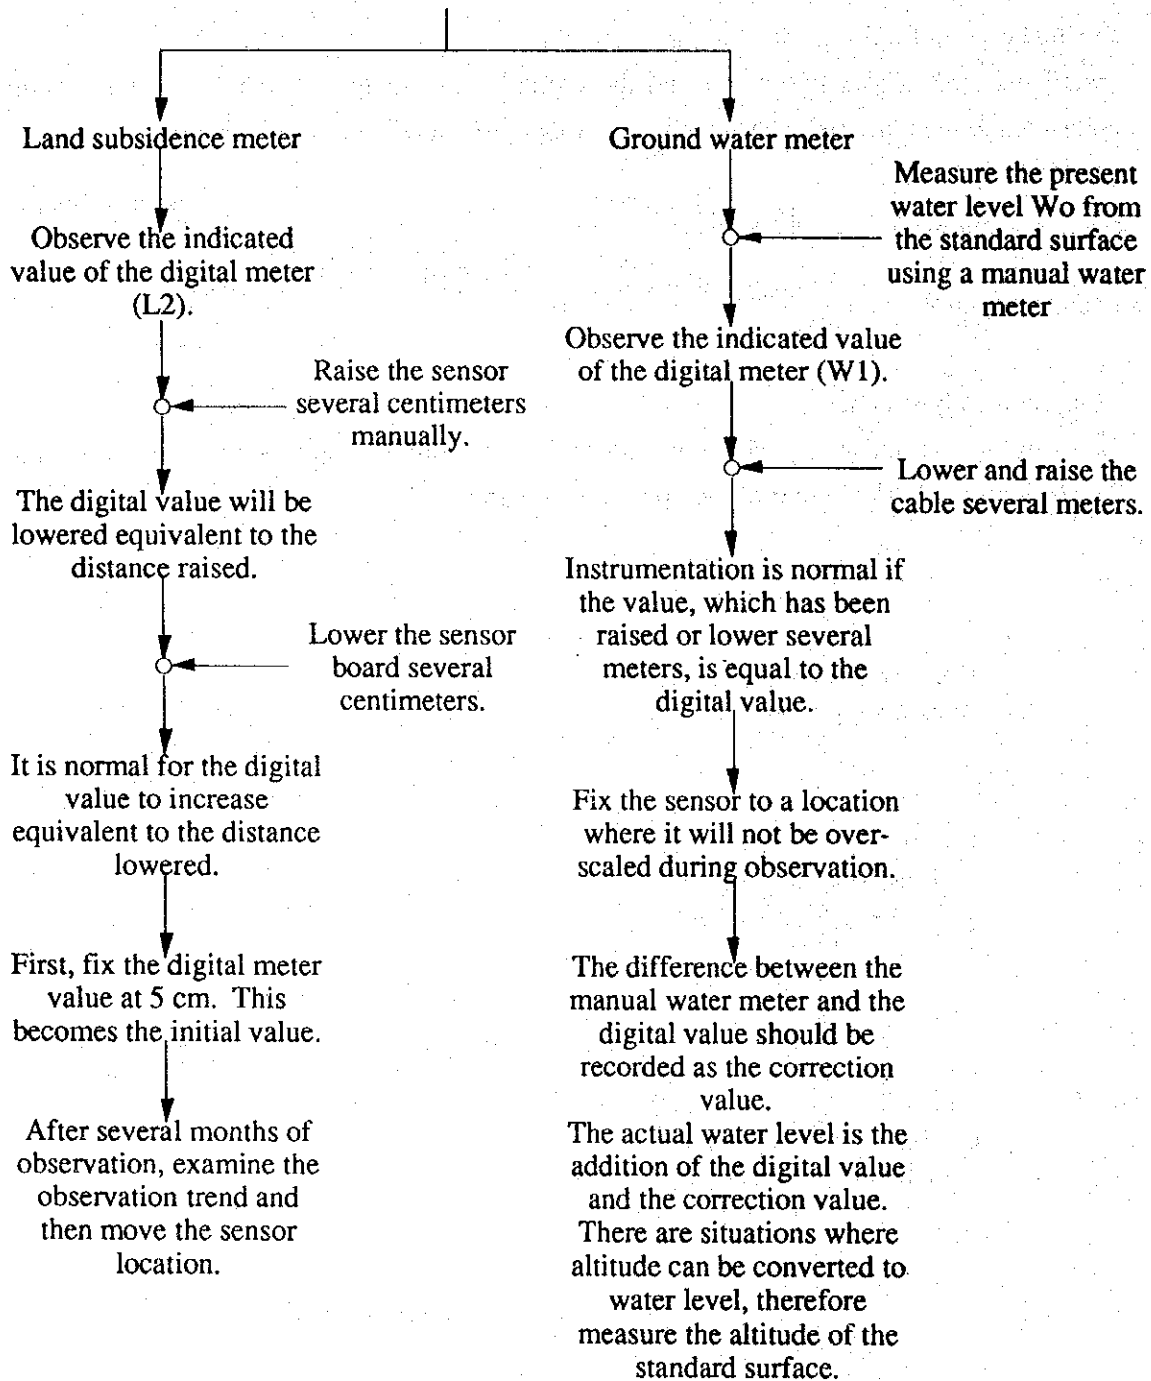 Land subsidence meter
Observe the indicated
value of the digital meter
(L2).
Raise the sensor
several centimeters
manually.
The digital value will be
lowered equivalent to the
distance raised.
Lower the sensor
board several
centimeters.
It is normal for the digital
value to increase
equivalent to the distance
lowered.
First, fix the digital meter
value at 5 cm. This
becomes the initial value.
After several months of
observation, examine the
observation trend and
then move the sensor
location.
Ground water meter
Measure the present
water level Wo from
the standard surface
using a manual water
meter
Observe the indicated value
of the digital meter (W1).
Lower and raise the
cable several meters.
Instrumentation is normal if
the value, which has been
raised or lower several
meters, is equal to the
digital value.
Fix the sensor to a location
where it will not be over-
scaled during observation.
The difference between the
manual water meter and the
digital value should be
recorded as the correction
value.
The actual water level is the
addition of the digital value
and the correction value.
There are situations where
altitude can be converted to
water level, therefore
measure the altitude of the
standard surface.